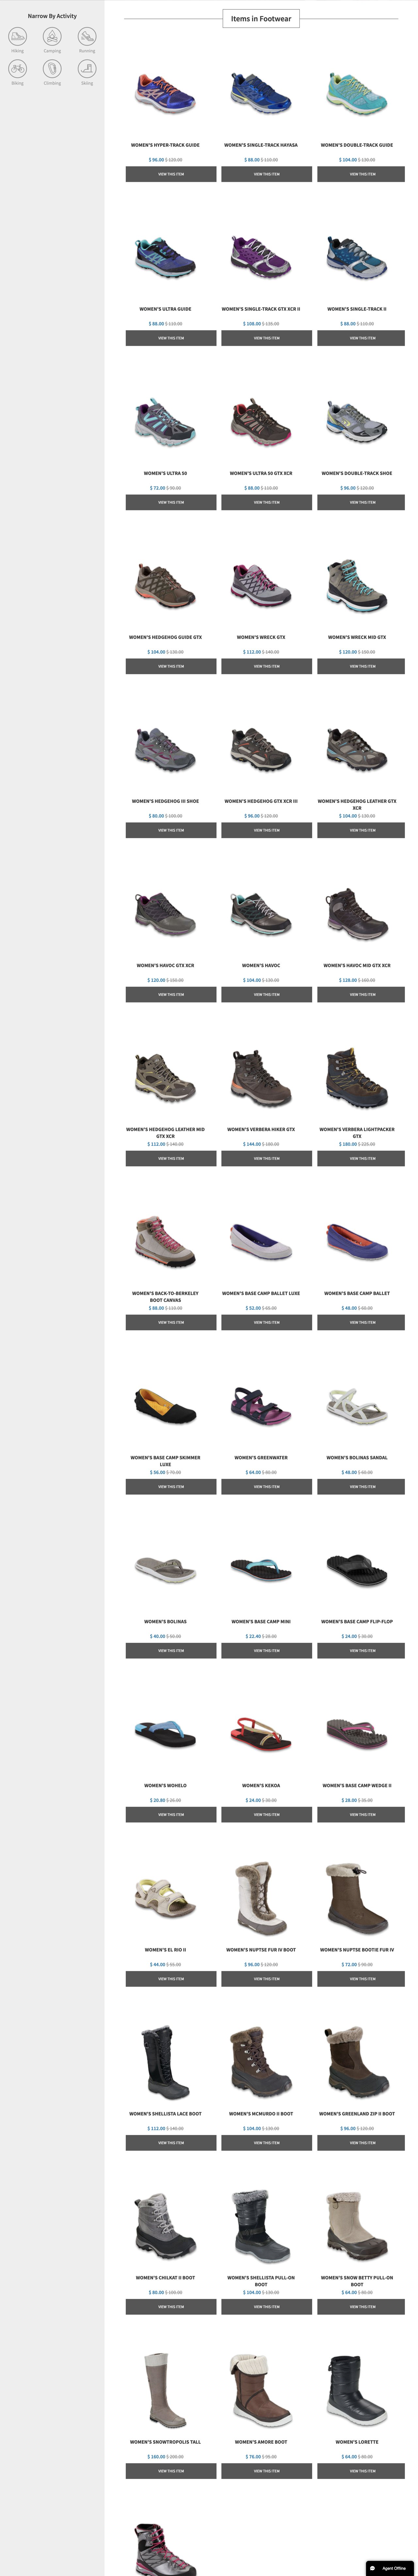 Narrow By Activity
Hiking
Camping
Running
Biking
Climbing
Skiing
Items in Footwear
WOMEN'S HYPER-TRACK GUIDE
$ 96.00 $ 120.00
VIEW THIS ITEM
WOMEN'S SINGLE-TRACK HAYASA
$ 88.00 $ 110.00
VIEW THIS ITEM
WOMEN'S DOUBLE-TRACK GUIDE
$ 104.00 $ 130.00
VIEW THIS ITEM
WOMEN'S ULTRA GUIDE
$ 88.00 $ 110.00
VIEW THIS ITEM
WOMEN'S SINGLE-TRACK GTX XCR II
$ 108.00 $ 135.00
VIEW THIS ITEM
WOMEN'S SINGLE-TRACK II
$ 88.00 $ 110.00
VIEW THIS ITEM
WOMEN'S ULTRA 50
$ 72.00 $ 90.00
VIEW THIS ITEM
WOMEN'S ULTRA 50 GTX XCR
$ 88.00 $ 110.00
VIEW THIS ITEM
WOMEN'S DOUBLE-TRACK SHOE
$ 96.00 $ 120.00
VIEW THIS ITEM
WOMEN'S HEDGEHOG GUIDE GTX
$ 104.00 $ 130.00
VIEW THIS ITEM
WOMEN'S WRECK GTX
$ 112.00 $ 140.00
VIEW THIS ITEM
WOMEN'S WRECK MID GTX
$ 120.00 $ 150.00
VIEW THIS ITEM
WOMEN'S HEDGEHOG III SHOE
$ 80.00 $ 100.00
VIEW THIS ITEM
WOMEN'S HEDGEHOG GTX XCR III
$ 96.00 $ 120.00
VIEW THIS ITEM
WOMEN'S HEDGEHOG LEATHER GTX
XCR
$ 104.00 $ 130.00
VIEW THIS ITEM
WOMEN'S HAVOC GTX XCR
$ 120.00 $ 150.00
VIEW THIS ITEM
WOMEN'S HAVOC
$ 104.00 $ 130.00
VIEW THIS ITEM
WOMEN'S HAVOC MID GTX XCR
$ 128.00 $ 160.00
VIEW THIS ITEM
WOMEN'S HEDGEHOG LEATHER MID
GTX XCR
$ 112.00 $ 140.00
VIEW THIS ITEM
WOMEN'S VERBERA HIKER GTX
$ 144.00 $ 180.00
VIEW THIS ITEM
WOMEN'S VERBERA LIGHTPACKER
GTX
$ 180.00 $ 225.00
VIEW THIS ITEM
WOMEN'S BACK-TO-BERKELEY
BOOT CANVAS
$ 88.00 $ 110.00
VIEW THIS ITEM
WOMEN'S BASE CAMP BALLET LUXE
$ 52.00 $ 65.00
VIEW THIS ITEM
WOMEN'S BASE CAMP BALLET
$ 48.00 $ 60.00
VIEW THIS ITEM
WOMEN'S BASE CAMP SKIMMER
LUXE
$ 56.00 $ 70.00
VIEW THIS ITEM
WOMEN'S GREENWATER
$ 64.00 $ 80.00
VIEW THIS ITEM
WOMEN'S BOLINAS SANDAL
$ 48.00 $ 60.00
VIEW THIS ITEM
WOMEN'S BOLINAS
$ 40.00 $ 50.00
VIEW THIS ITEM
WOMEN'S BASE CAMP MINI
$ 22.40 $ 28.00
VIEW THIS ITEM
WOMEN'S BASE CAMP FLIP-FLOP
$ 24.00 $ 30.00
VIEW THIS ITEM
WOMEN'S WOHELO
$ 20.80 $ 26.00
VIEW THIS ITEM
WOMEN'S KEKOA
$ 24.00 $ 30.00
VIEW THIS ITEM
WOMEN'S BASE CAMP WEDGE II
$ 28.00 $ 35.00
VIEW THIS ITEM
WOMEN'S EL RIO II
$ 44.00 $ 55.00
VIEW THIS ITEM
WOMEN'S NUPTSE FUR IV BOOT
$ 96.00 $ 120.00
VIEW THIS ITEM
WOMEN'S NUPTSE BOOTIE FUR IV
$ 72.00 $ 90.00
VIEW THIS ITEM
WOMEN'S SHELLISTA LACE BOOT
$ 112.00 $ 140.00
VIEW THIS ITEM
WOMEN'S MCMURDO II BOOT
$ 104.00 $ 130.00
VIEW THIS ITEM
WOMEN'S GREENLAND ZIP II BOOT
$ 96.00 $ 120.00
VIEW THIS ITEM
WOMEN'S CHILKAT II BOOT
$ 80.00 $ 100.00
VIEW THIS ITEM
WOMEN'S SHELLISTA PULL-ON
BOOT
$ 104.00 $ 130.00
VIEW THIS ITEM
WOMEN'S SNOW BETTY PULL-ON
BOOT
$ 64.00 $ 80.00
VIEW THIS ITEM
WOMEN'S SNOWTROPOLIS TALL
$ 160.00 $ 200.00
VIEW THIS ITEM
WOMEN'S AMORE BOOT
$ 76.00 $ 95.00
VIEW THIS ITEM
WOMEN'S LORETTE
$ 64.00 $ 80.00
VIEW THIS ITEM
Agent Offline